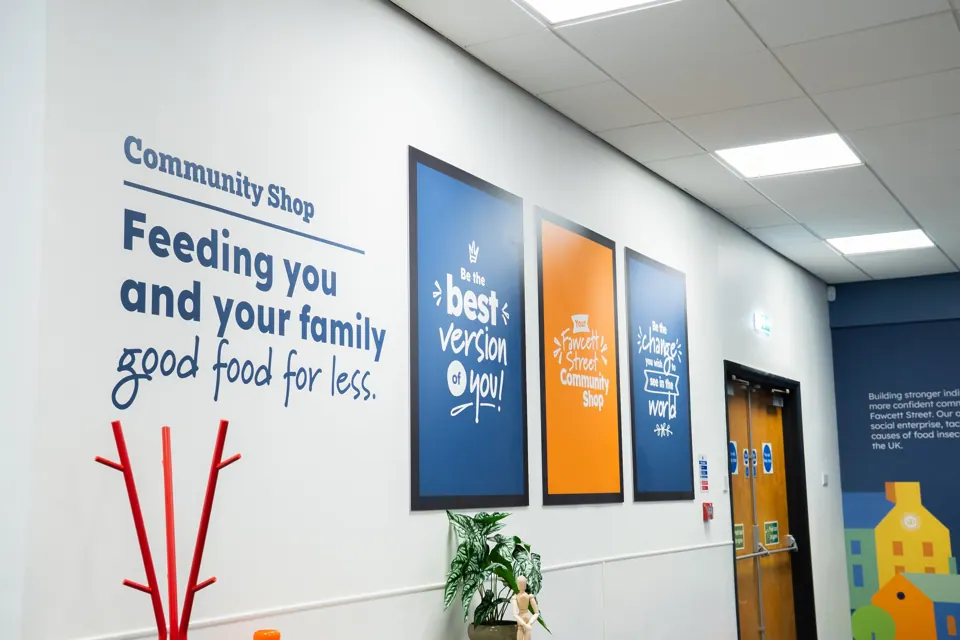 Community Shop
Feeding you
and your family
good food for less.
Be the
best
version
of
you!
Your
Fawcett
Street
Community
Shop
Be the
change
you wish to
see in the
world
Building stronger indi
more confident comm
Fawcett Street. Our a
social enterprise, tac
causes of food insec
the UK.